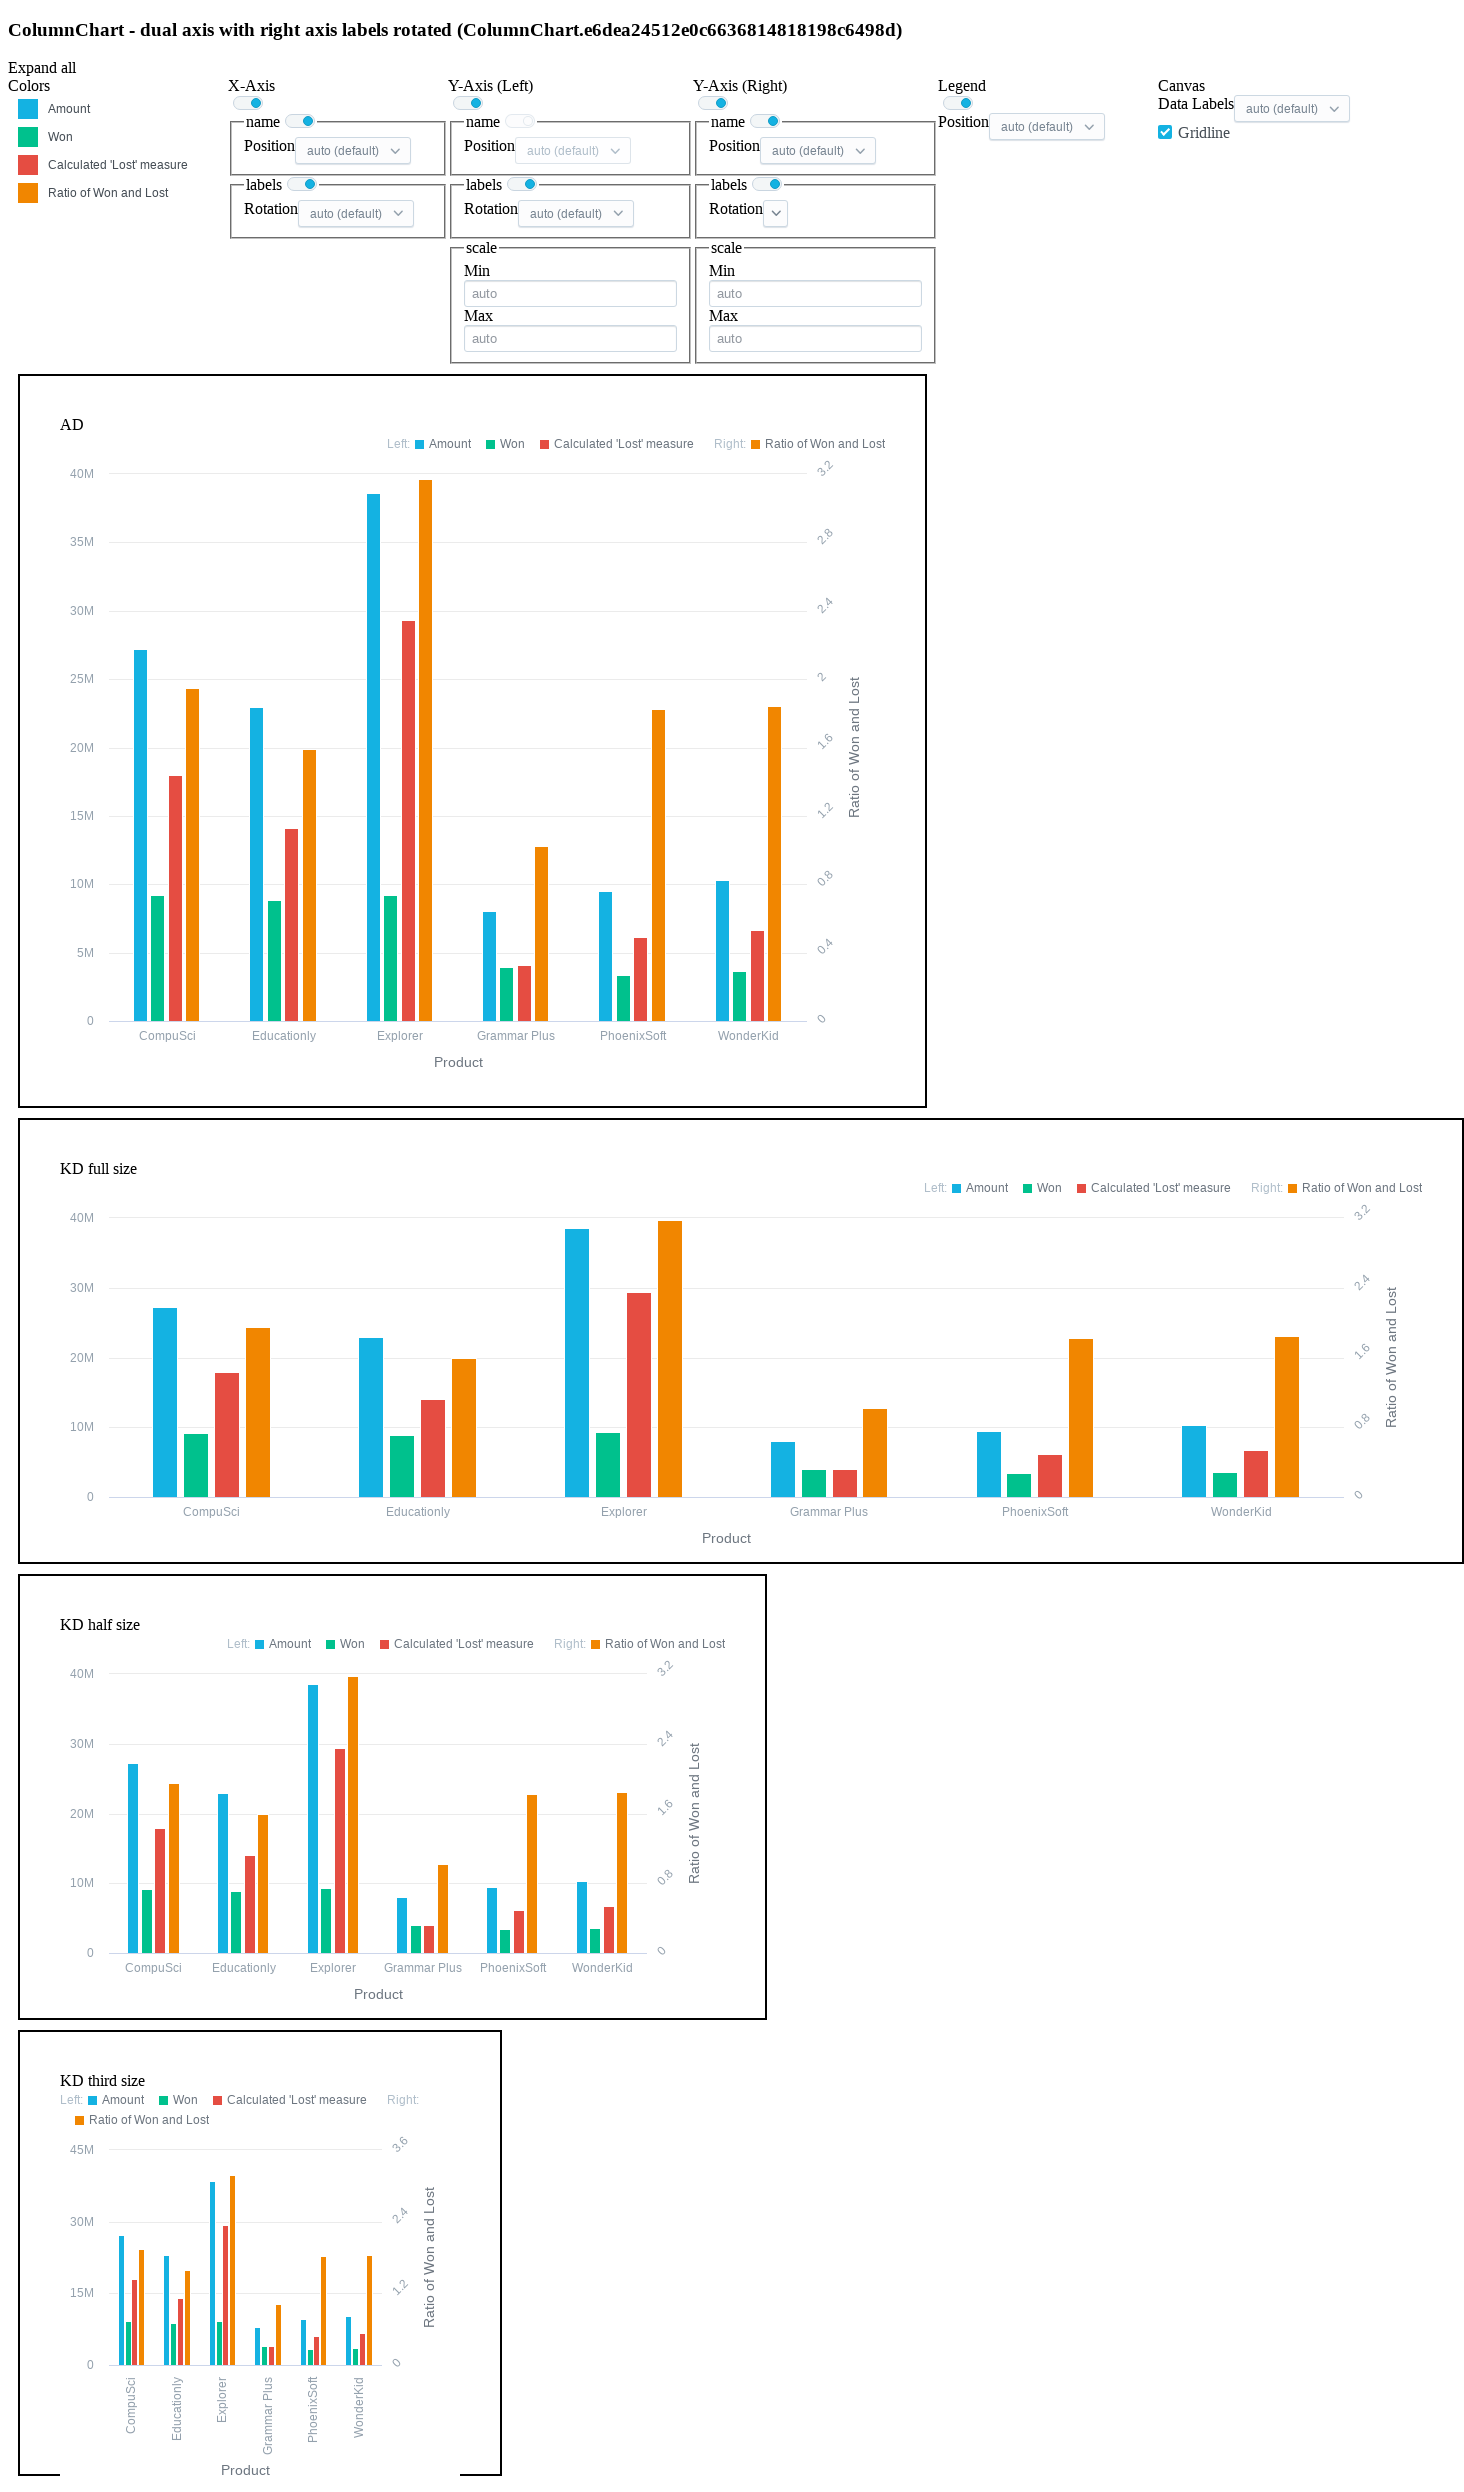 ColumnChart - dual axis with right axis labels rotated (ColumnChart.e6dea24512e0c6636814818198c6498d)
Expand all
Colors
Amount
Won
Calculated 'Lost' measure
Ratio of Won and Lost
X-Axis
name
Position auto (default)
labels
Rotation auto (default)
Y-Axis (Left)
name
Position auto (default)
labels
Rotation auto (default)
scale
Min
auto
Max
auto
Y-Axis (Right)
name
Position auto (default)
labels
Rotation
scale
Min
auto
Max
auto
Legend
Position auto (default)
Canvas
Data Labels auto (default)
Gridline
AD
Left: Amount Won Calculated 'Lost' measure Right: Ratio of Won and Lost
40M
35M
30M
25M
20M
15M
10M
5M
0
3.2
2.8
2.4
2
1.6
1.2
0.8
0.4
0
Ratio of Won and Lost
CompuSci Educationly Explorer Grammar Plus PhoenixSoft WonderKid
Product
KD full size
Left: Amount Won Calculated 'Lost' measure Right: Ratio of Won and Lost
40M
30M
20M
10M
0
3.2
2.4
1.6
0.8
0
Ratio of Won and Lost
CompuSci Educationly Explorer Grammar Plus PhoenixSoft WonderKid
Product
KD half size
Left: Amount Won Calculated 'Lost' measure Right: Ratio of Won and Lost
40M
30M
20M
10M
0
3.2
2.4
1.6
0.8
0
Ratio of Won and Lost
CompuSci Educationly Explorer Grammar Plus PhoenixSoft WonderKid
Product
KD third size
Left: Amount Won Calculated 'Lost' measure Right:
Ratio of Won and Lost
45M
30M
15M
0
3.6
2.4
1.2
0
Ratio of Won and Lost
CompuSci Educationly Explorer Grammar Plus PhoenixSoft WonderKid
Product